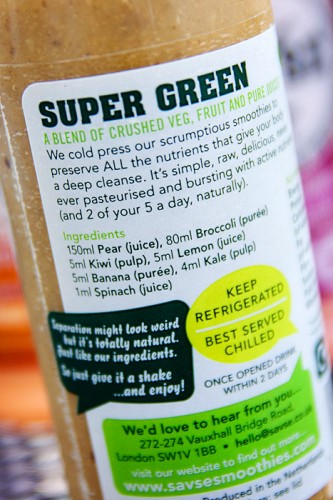 SUPER GREEN
A BLEND OF CRUSHED VEG, FRUIT AND PURE
We cold press our scrumptious smoothies to
preserve ALL the nutrients that give your body
a deep cleanse. It's simple, raw, delicious,
ever pasteurised and bursting with active
(and 2 of your 5 a day, naturally).
Ingredients
150ml Pear (juice), 80ml Broccoli (purée)
5ml Kiwi (pulp), 5ml Lemon (juice)
5ml Banana (purée), 4ml Kale (pulp)
1ml Spinach (juice)
KEEP
REFRIGERATED
BEST SERVED
CHILLED
Separation might look weird
but it's totally natural.
Just like our ingredients.
So just give it a shake
...and enjoy!
ONCE OPENED DRINK
WITHIN 2 DAYS
We'd love to hear from you...
272-274 Vauxhall Bridge Road,
London SW1V 1BB • hello@savse.co
visit our website to find out more...
www.savsesmoothies.com
Produced in the Netherlands